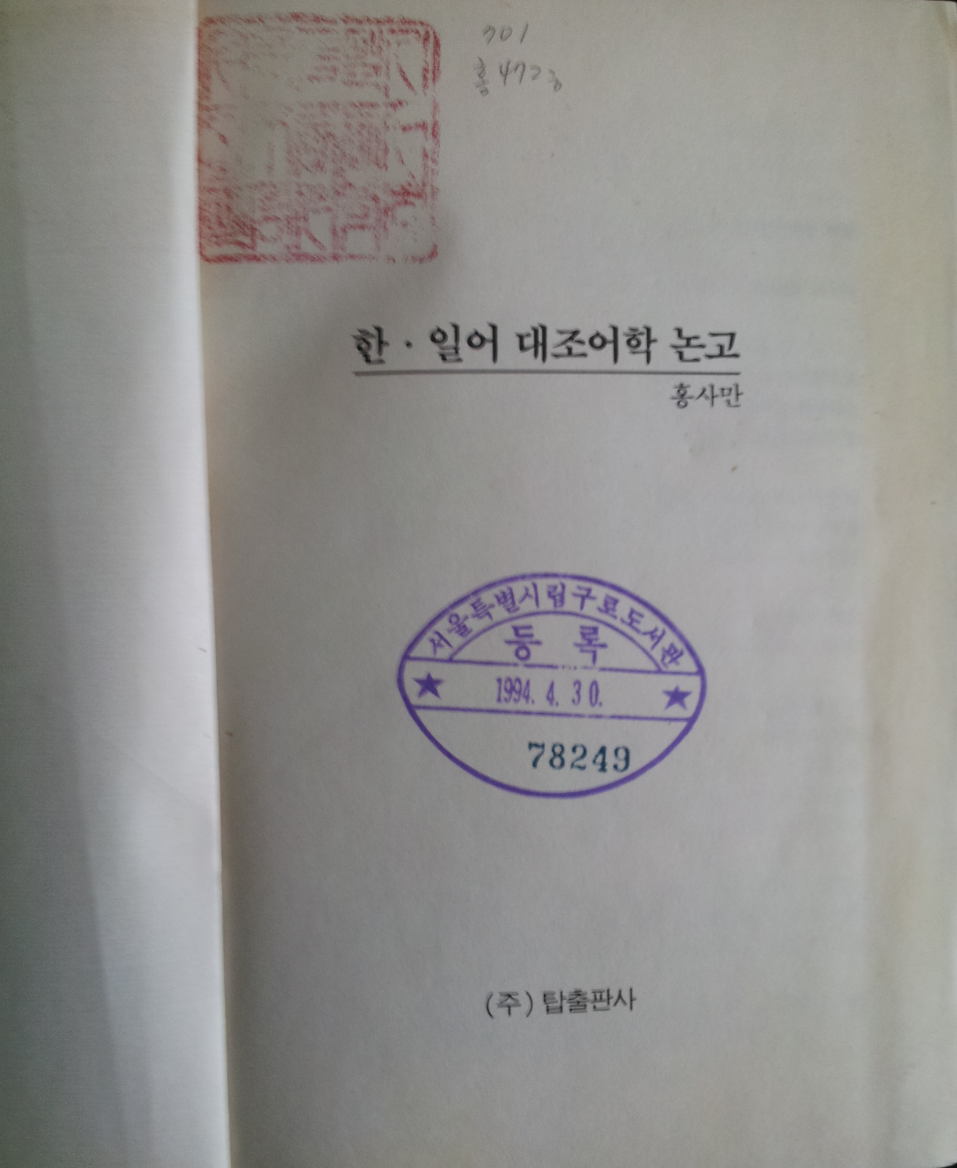 701
홍472ㅎ
한 · 일어 대조어학 논고
홍사만
서울특별시립구로도서관
등 록
★ 1994. 4. 30. ★
78249
(주) 탑출판사